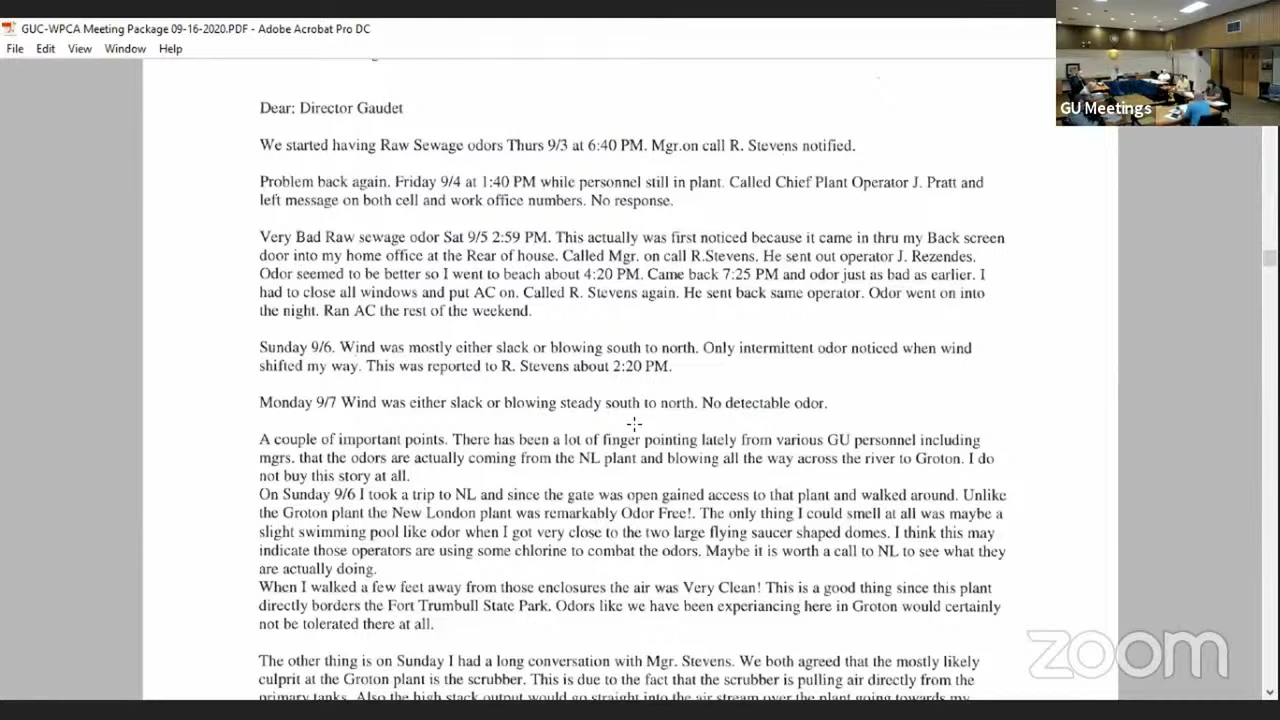 GUC-WPCA Meeting Package 09-16-2020.PDF - Adobe Acrobat Pro DC
File Edit View Window Help
GU Meetings
Dear: Director Gaudet
We started having Raw Sewage odors Thurs 9/3 at 6:40 PM. Mgr.on call R. Stevens notified.
Problem back again. Friday 9/4 at 1:40 PM while personnel still in plant. Called Chief Plant Operator J. Pratt and
left message on both cell and work office numbers. No response.
Very Bad Raw sewage odor Sat 9/5 2:59 PM. This actually was first noticed because it came in thru my Back screen
door into my home office at the Rear of house. Called Mgr. on call R.Stevens. He sent out operator J. Rezendes.
Odor seemed to be better so I went to beach about 4:20 PM. Came back 7:25 PM and odor just as bad as earlier. I
had to close all windows and put AC on. Called R. Stevens again. He sent back same operator. Odor went on into
the night. Ran AC the rest of the weekend.
Sunday 9/6. Wind was mostly either slack or blowing south to north. Only intermittent odor noticed when wind
shifted my way. This was reported to R. Stevens about 2:20 PM.
Monday 9/7 Wind was either slack or blowing steady south to north. No detectable odor.
A couple of important points. There has been a lot of finger pointing lately from various GU personnel including
mgrs. that the odors are actually coming from the NL plant and blowing all the way across the river to Groton. I do
not buy this story at all.
On Sunday 9/6 I took a trip to NL and since the gate was open gained access to that plant and walked around. Unlike
the Groton plant the New London plant was remarkably Odor Free!. The only thing I could smell at all was maybe a
slight swimming pool like odor when I got very close to the two large flying saucer shaped domes. I think this may
indicate those operators are using some chlorine to combat the odors. Maybe it is worth a call to NL to see what they
are actually doing.
When I walked a few feet away from those enclosures the air was Very Clean! This is a good thing since this plant
directly borders the Fort Trumbull State Park. Odors like we have been experiancing here in Groton would certainly
not be tolerated there at all.
The other thing is on Sunday I had a long conversation with Mgr. Stevens. We both agreed that the mostly likely
culprit at the Groton plant is the scrubber. This is due to the fact that the scrubber is pulling air directly from the
primary tanks. Also the high stack output would go straight into the air stream over the plant going towards my
zoom